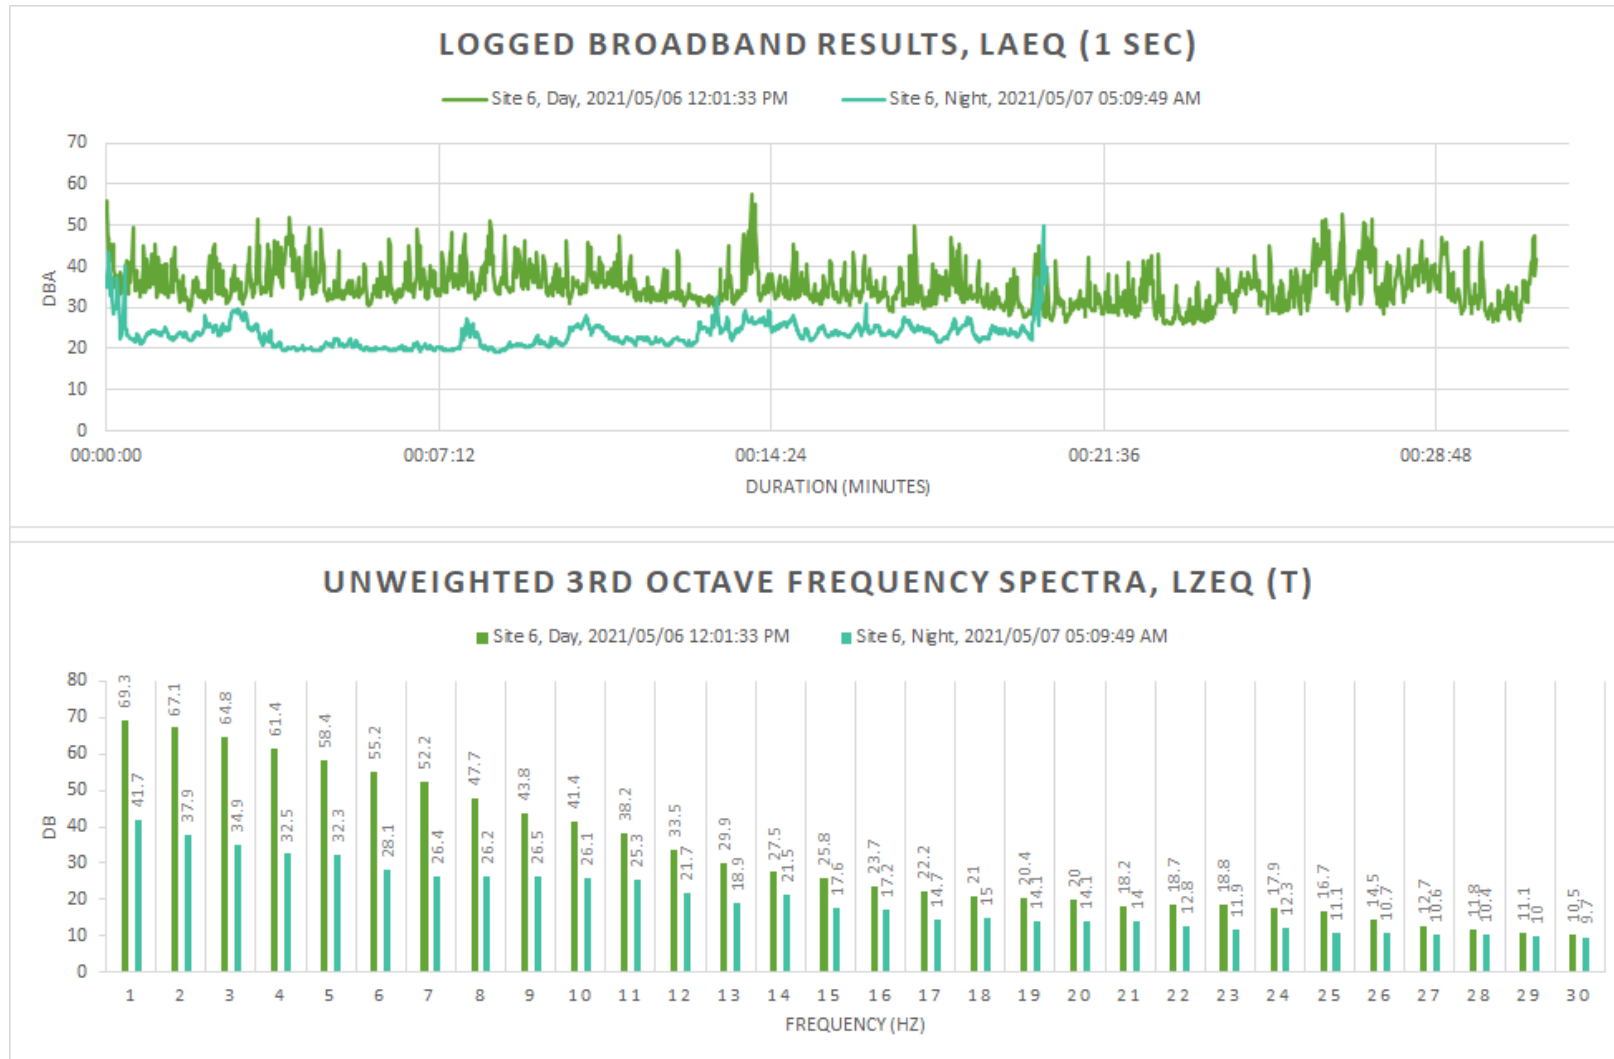 LOGGED BROADBAND RESULTS, LAEQ (1 SEC)
Site 6, Day, 2021/05/06 12:01:33 PM Site 6, Night, 2021/05/07 05:09:49 AM
70
60
50
40
30
20
10
0
DBA
00:00:00 00:07:12 00:14:24 00:21:36 00:28:48
DURATION (MINUTES)
UNWEIGHTED 3RD OCTAVE FREQUENCY SPECTRA, LZEQ (T)
Site 6, Day, 2021/05/06 12:01:33 PM Site 6, Night, 2021/05/07 05:09:49 AM
80
70
60
50
40
30
20
10
0
DB
69.3 67.1 64.8 61.4 58.4 55.2 52.2 47.7 43.8 41.4 38.2 33.5 29.9 27.5 25.8 23.7 22.2 21 20.4 20 18.2 18.7 18.8 17.9 16.7 14.5 12.7 11.8 11.1 10.5
41.7 37.9 34.9 32.5 32.3 28.1 26.4 26.2 26.5 26.1 25.3 21.7 18.9 21.5 17.6 17.2 14.7 15 14.1 14.1 14 12.8 11.9 12.3 11.1 10.7 10.6 10.4 10 9.7
1 2 3 4 5 6 7 8 9 10 11 12 13 14 15 16 17 18 19 20 21 22 23 24 25 26 27 28 29 30
FREQUENCY (HZ)